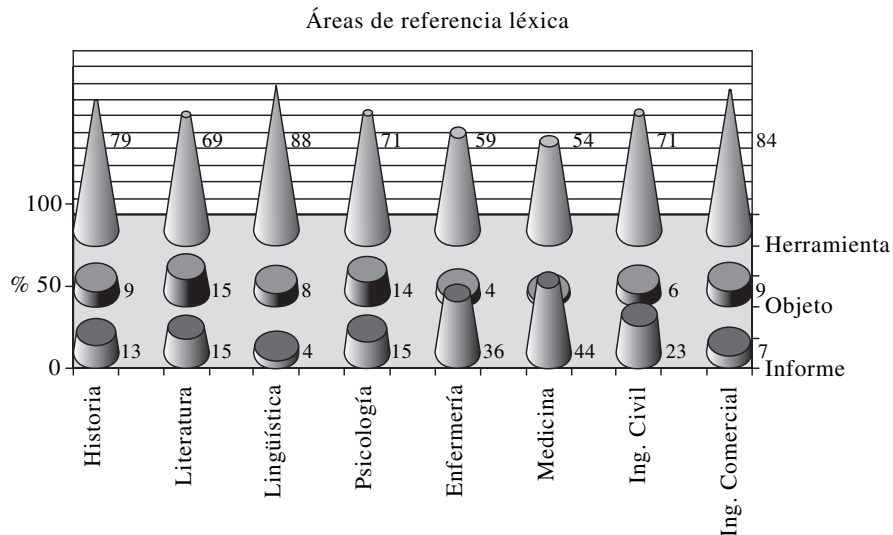 Áreas de referencia léxica
79 69 88 71 59 54 71 84
100
Herramienta
% 50
9 15 8 14 4 6 9
Objeto
13 15 4 15 36 44 23 7
0
Informe
Historia
Literatura
Lingüística
Psicología
Enfermería
Medicina
Ing. Civil
Ing. Comercial